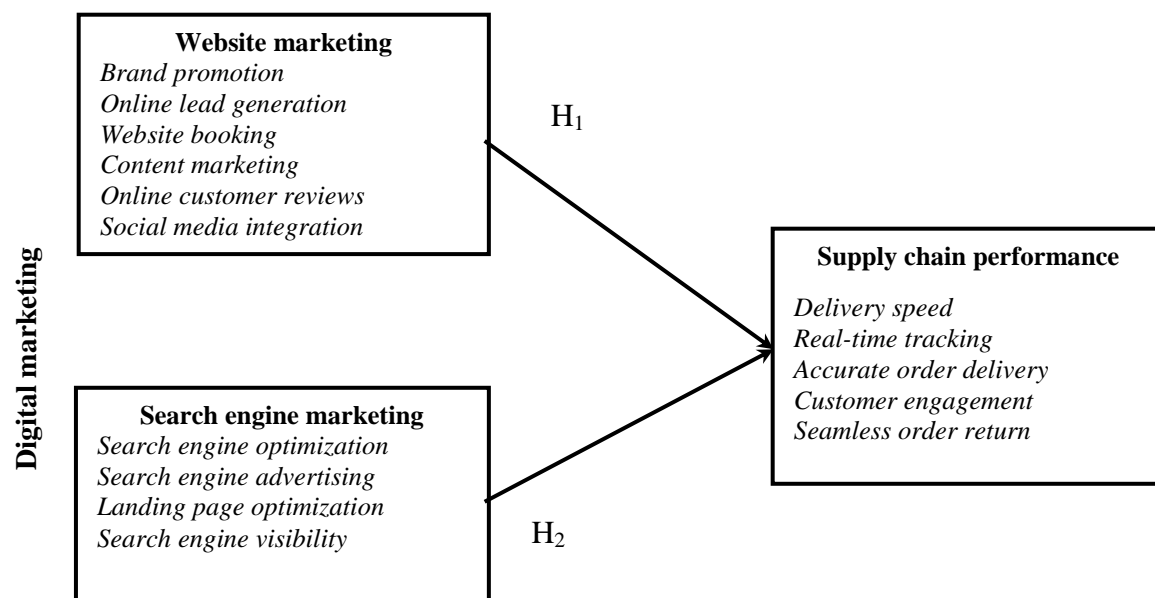 Digital marketing
Website marketing
Brand promotion
Online lead generation
Website booking
Content marketing
Online customer reviews
Social media integration
H₁
Search engine marketing
Search engine optimization
Search engine advertising
Landing page optimization
Search engine visibility
H₂
Supply chain performance
Delivery speed
Real-time tracking
Accurate order delivery
Customer engagement
Seamless order return